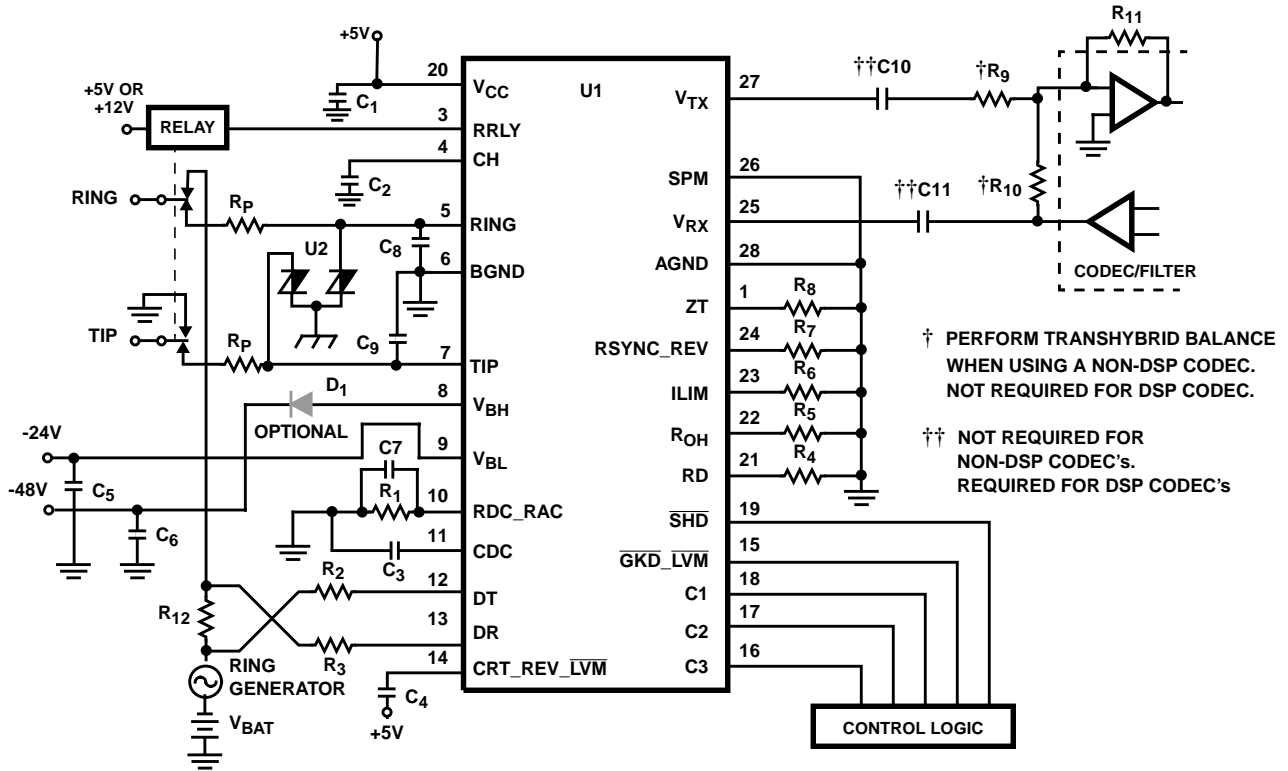 +5V
20
VCC
C1
+5V OR
+12V
RELAY
3
RRLY
4
CH
C2
RING
RP
5
RING
U2
C8
6
BGND
TIP
RP
C9
7
TIP
D1
OPTIONAL
8
VBH
-24V
9
VBL
C5
C7
-48V
R1
10
RDC_RAC
C6
11
CDC
C3
R2
12
DT
R12
13
DR
R3
14
CRT_REV_LVM
RING
GENERATOR
C4
+5V
VBAT
U1
27
VTX
††C10
†R9
R11
26
SPM
†R10
††C11
25
VRX
28
AGND
CODEC/FILTER
1
ZT
R8
24
RSYNC_REV
R7
23
ILIM
R6
22
ROH
R5
21
RD
R4
19
SHD
15
GKD_LVM
18
C1
17
C2
16
C3
CONTROL LOGIC
† PERFORM TRANSHYBRID BALANCE
WHEN USING A NON-DSP CODEC.
NOT REQUIRED FOR DSP CODEC.
†† NOT REQUIRED FOR
NON-DSP CODEC's.
REQUIRED FOR DSP CODEC's